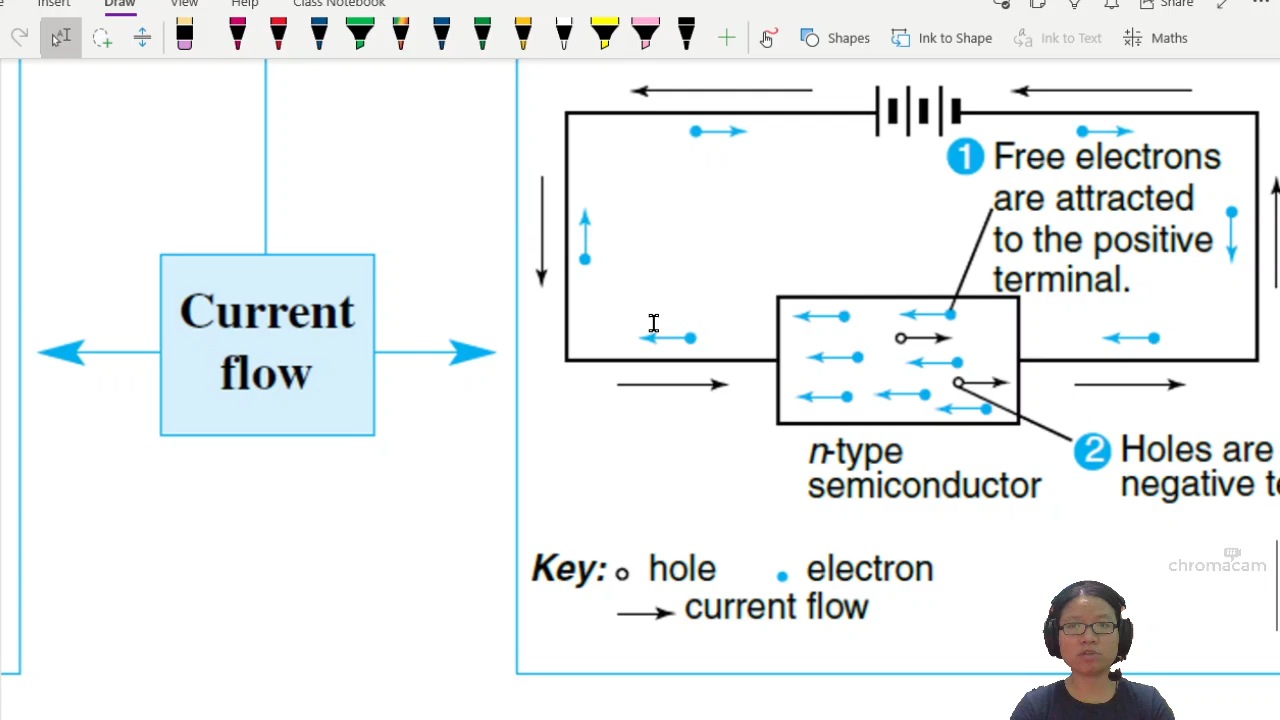 Insert Draw View Help Class Notebook Share
Shapes Ink to Shape Ink to Text Maths
Current
flow
1 Free electrons
are attracted
to the positive
terminal.
n-type
semiconductor
2 Holes are
negative
Key: hole electron
current flow
chromacam